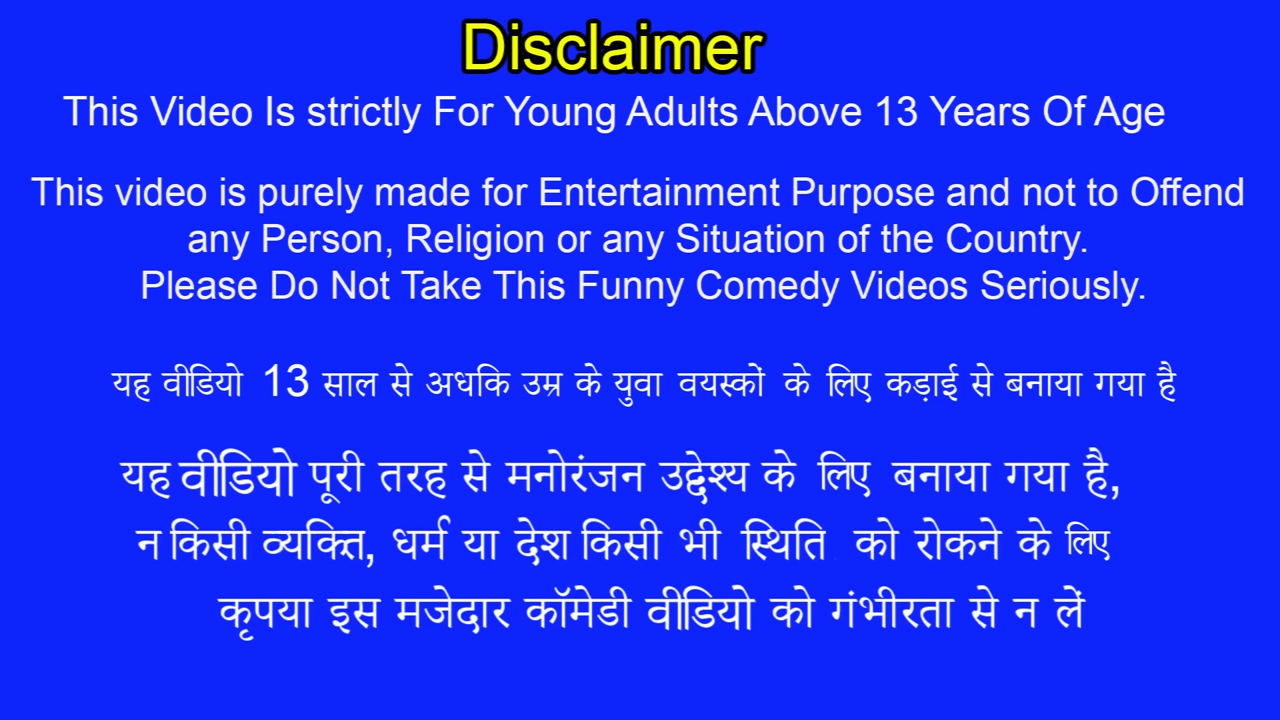 Disclaimer
This Video Is strictly For Young Adults Above 13 Years Of Age
This video is purely made for Entertainment Purpose and not to Offend
any Person, Religion or any Situation of the Country.
Please Do Not Take This Funny Comedy Videos Seriously.
यह वीडियो 13 साल से अधकि उम्र के युवा वयस्कों के लिए कड़ाई से बनाया गया है
यह वीडियो पूरी तरह से मनोरंजन उद्देश्य के लिए बनाया गया है,
न किसी व्यक्ति, धर्म या देश किसी भी स्थिति को रोकने के लिए
कृपया इस मजेदार कॉमेडी वीडियो को गंभीरता से न लें